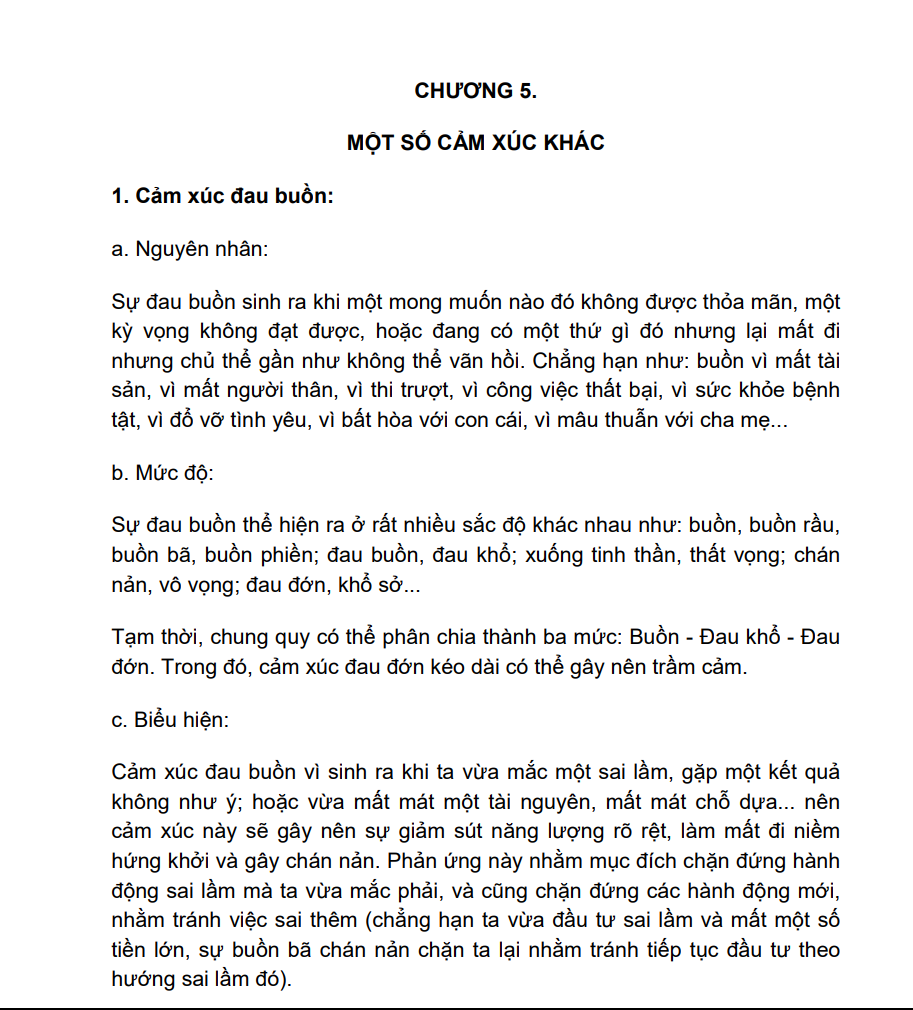 CHƯƠNG 5.
MỘT SỐ CẢM XÚC KHÁC
1. Cảm xúc đau buồn:
a. Nguyên nhân:
Sự đau buồn sinh ra khi một mong muốn nào đó không được thỏa mãn, một
kỳ vọng không đạt được, hoặc đang có một thứ gì đó nhưng lại mất đi
nhưng chủ thể gần như không thể vãn hồi. Chẳng hạn như: buồn vì mất tài
sản, vì mất người thân, vì thi trượt, vì công việc thất bại, vì sức khỏe bệnh
tật, vì đổ vỡ tình yêu, vì bất hòa với con cái, vì mâu thuẫn với cha mẹ...
b. Mức độ:
Sự đau buồn thể hiện ra ở rất nhiều sắc độ khác nhau như: buồn, buồn rầu,
buồn bã, buồn phiền; đau buồn, đau khổ; xuống tinh thần, thất vọng; chán
nản, vô vọng; đau đớn, khổ sở...
Tạm thời, chung quy có thể phân chia thành ba mức: Buồn - Đau khổ - Đau
đớn. Trong đó, cảm xúc đau đớn kéo dài có thể gây nên trầm cảm.
c. Biểu hiện:
Cảm xúc đau buồn vì sinh ra khi ta vừa mắc một sai lầm, gặp một kết quả
không như ý; hoặc vừa mất mát một tài nguyên, mất mát chỗ dựa... nên
cảm xúc này sẽ gây nên sự giảm sút năng lượng rõ rệt, làm mất đi niềm
hứng khởi và gây chán nản. Phản ứng này nhằm mục đích chặn đứng hành
động sai lầm mà ta vừa mắc phải, và cũng chặn đứng các hành động mới,
nhằm tránh việc sai thêm (chẳng hạn ta vừa đầu tư sai lầm và mất một số
tiền lớn, sự buồn bã chán nản chặn ta lại nhằm tránh tiếp tục đầu tư theo
hướng sai lầm đó).